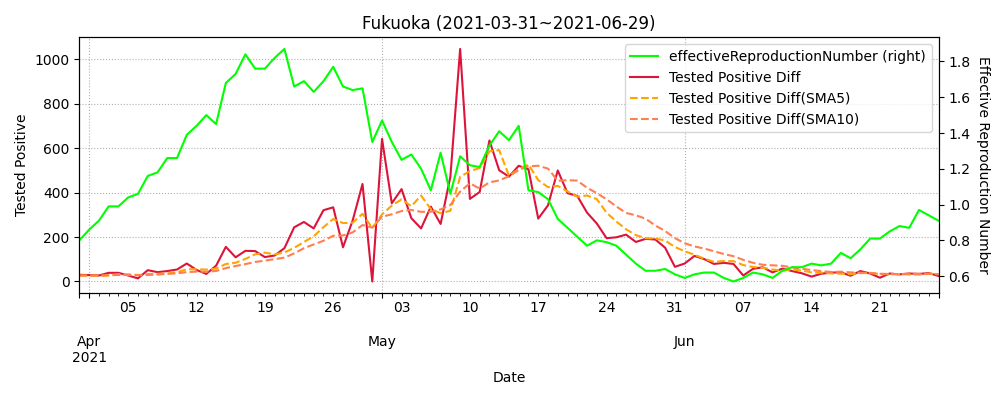 Fukuoka (2021-03-31~2021-06-29)
effectiveReproductionNumber (right)
Tested Positive Diff
Tested Positive Diff(SMA5)
Tested Positive Diff(SMA10)
Tested Positive
1000
800
600
400
200
0
Effective Reproduction Number
1.8
1.6
1.4
1.2
1.0
0.8
0.6
05 12 19 26 03 10 17 24 31 07 14 21
Apr May Jun
2021
Date